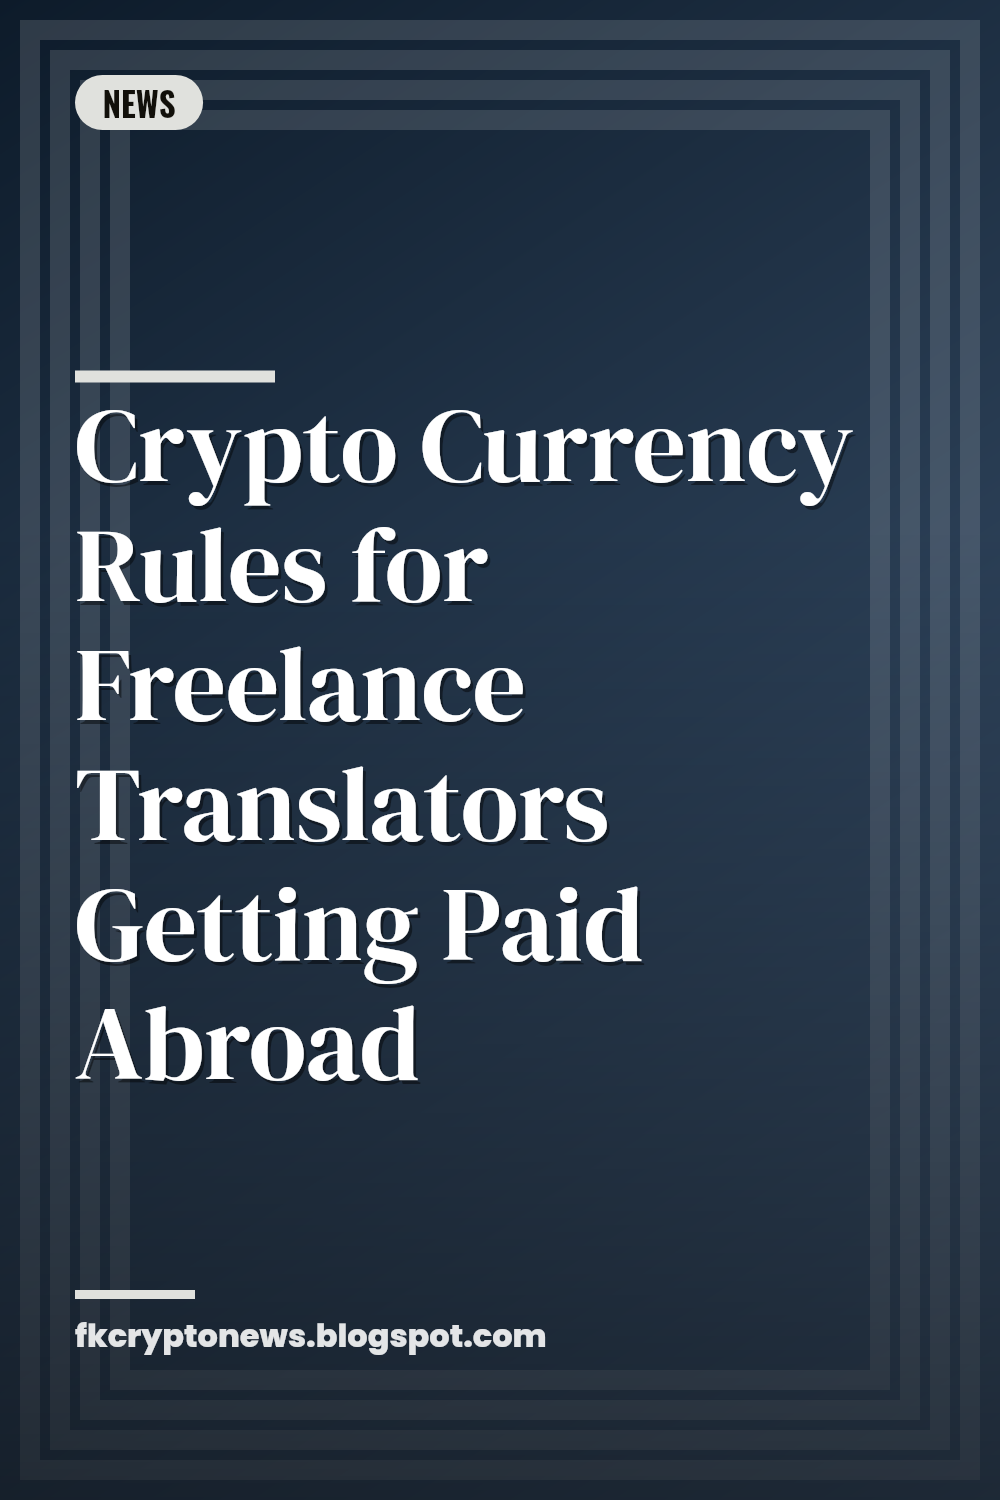 NEWS
Crypto Currency
Rules for
Freelance
Translators
Getting Paid
Abroad
fkcryptonews.blogspot.com